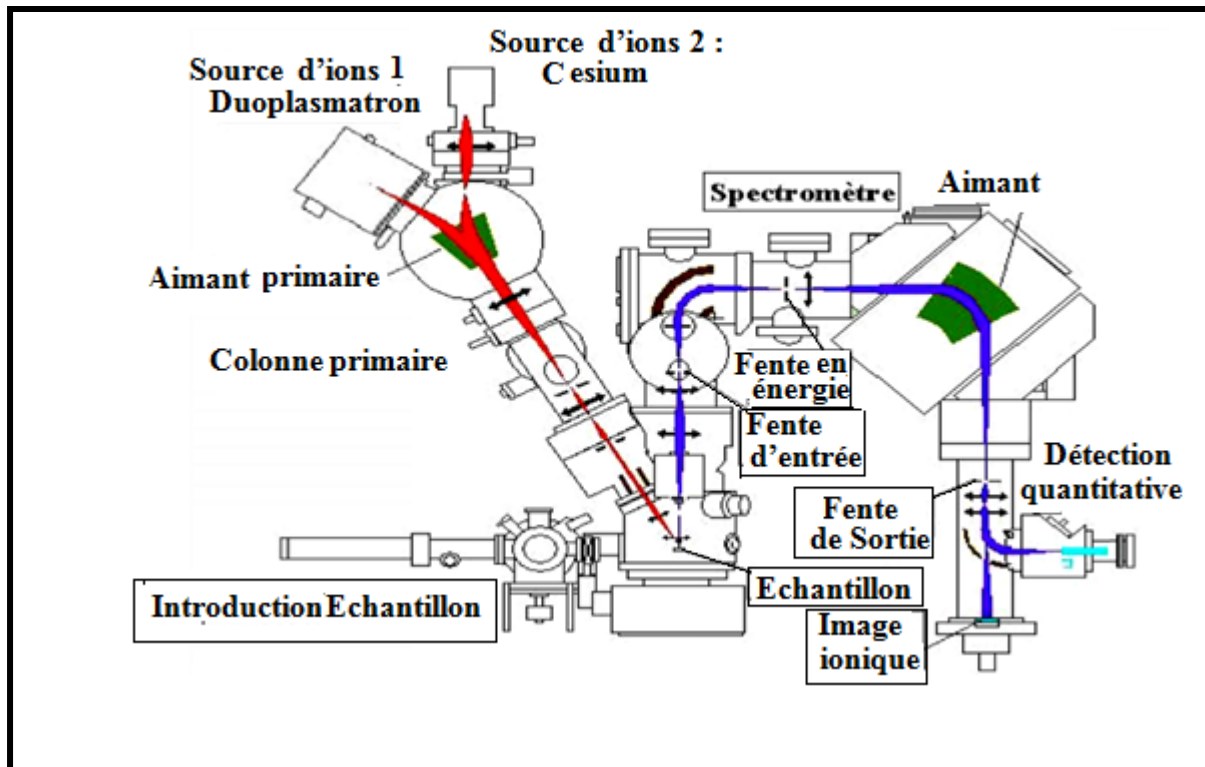 Source d'ions 2 :
Cesium
Source d'ions 1
Duoplasmatron
Spectromètre
Aimant
Aimant primaire
Colonne primaire
Fente en
énergie
Fente
d'entrée
Détection
quantitative
Fente
de Sortie
Echantillon
Introduction Echantillon
Image
ionique